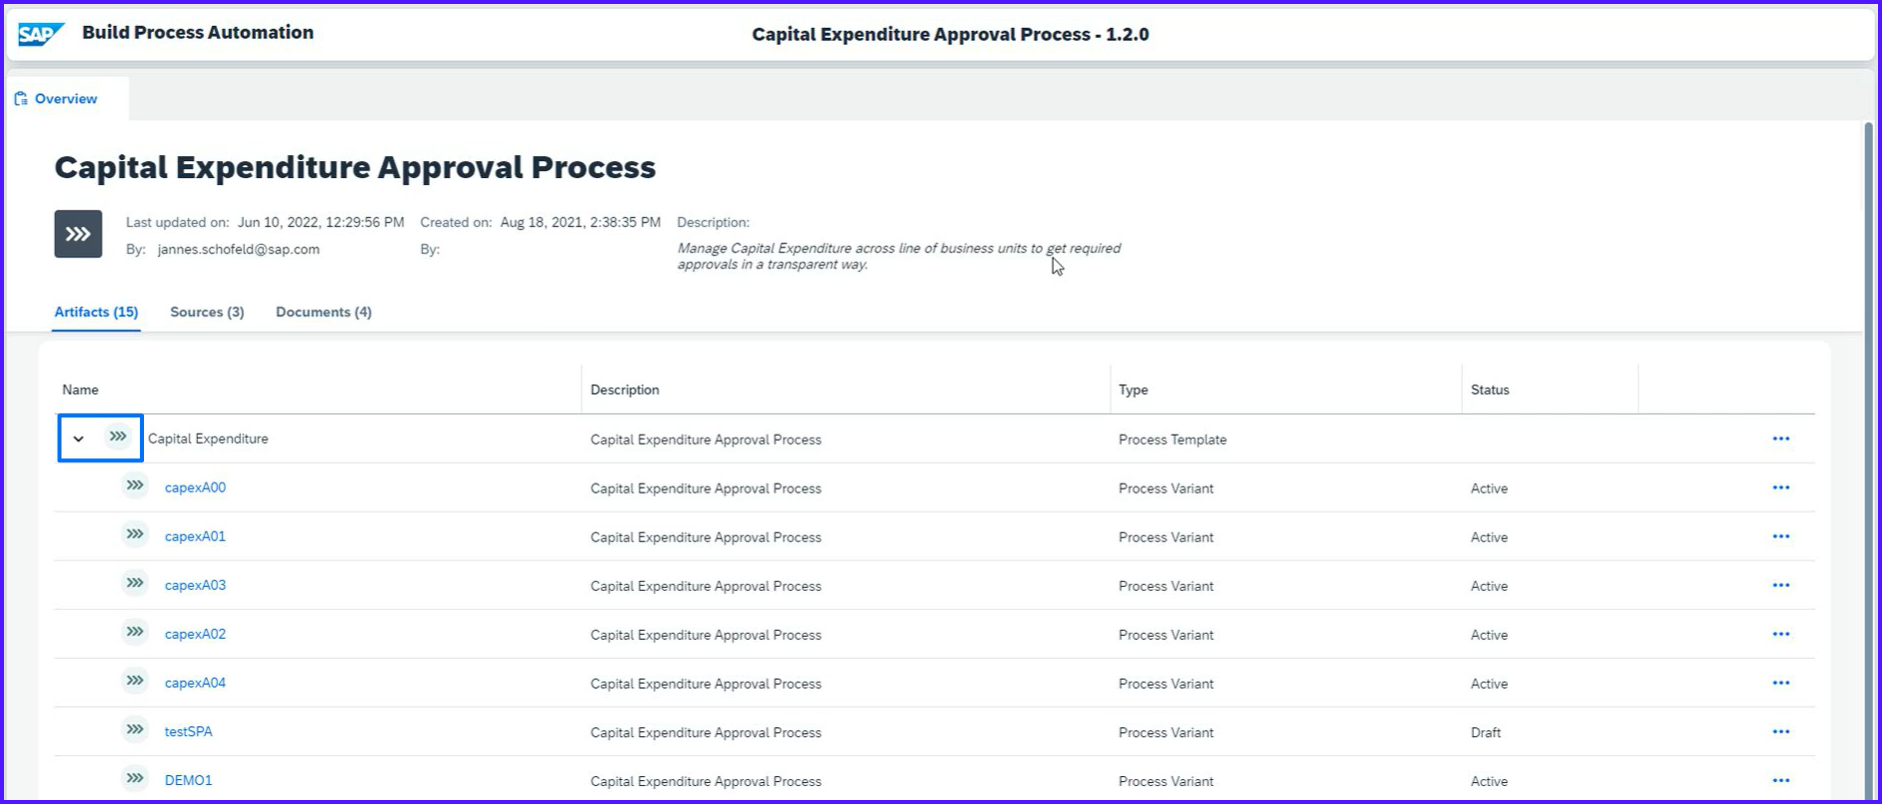 SAP Build Process Automation Capital Expenditure Approval Process - 1.2.0
Overview
Capital Expenditure Approval Process
Last updated on: Jun 10, 2022, 12:29:56 PM Created on: Aug 18, 2021, 2:38:35 PM Description:
By: jannes.schofeld@sap.com By: Manage Capital Expenditure across line of business units to get required
approvals in a transparent way.
Artifacts (15) Sources (3) Documents (4)
Name Description Type Status
Capital Expenditure Capital Expenditure Approval Process Process Template
capexA00 Capital Expenditure Approval Process Process Variant Active
capexA01 Capital Expenditure Approval Process Process Variant Active
capexA03 Capital Expenditure Approval Process Process Variant Active
capexA02 Capital Expenditure Approval Process Process Variant Active
capexA04 Capital Expenditure Approval Process Process Variant Active
testSPA Capital Expenditure Approval Process Process Variant Draft
DEMO1 Capital Expenditure Approval Process Process Variant Active